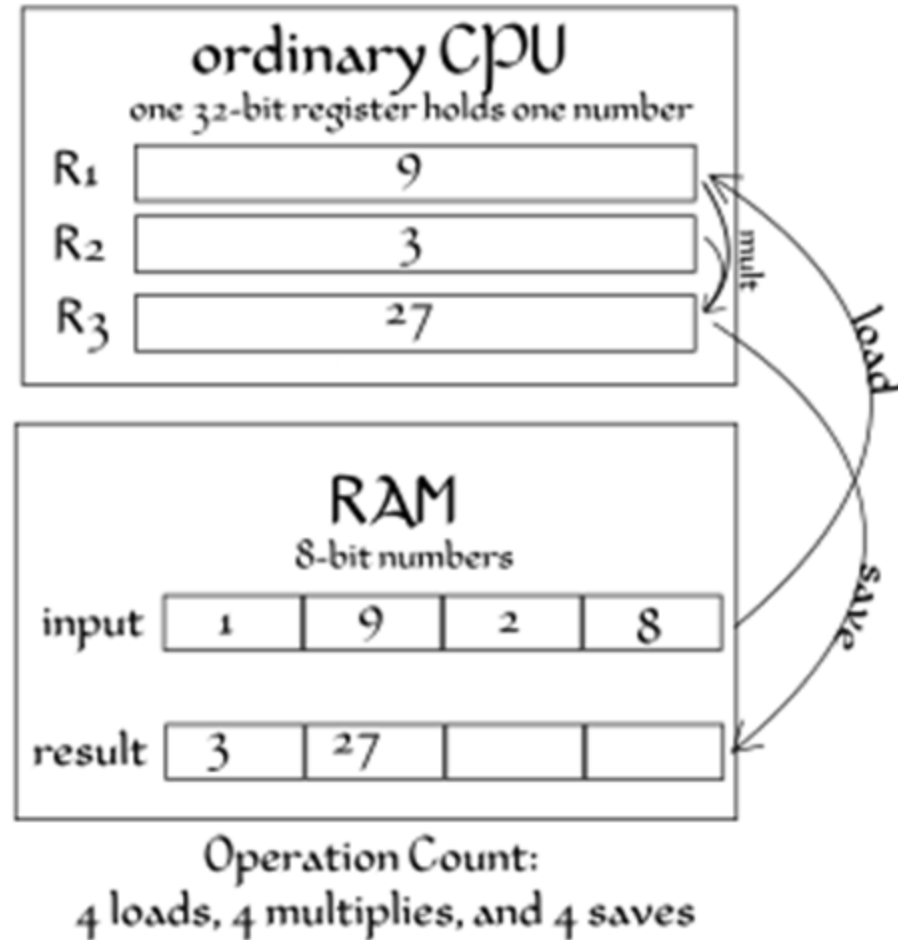 ordinary CPU
one 32-bit register holds one number
R1 9
R2 3
R3 27
mult
load
RAM
8-bit numbers
input 1 9 2 8
save
result 3 27
Operation Count:
4 loads, 4 multiplies, and 4 saves